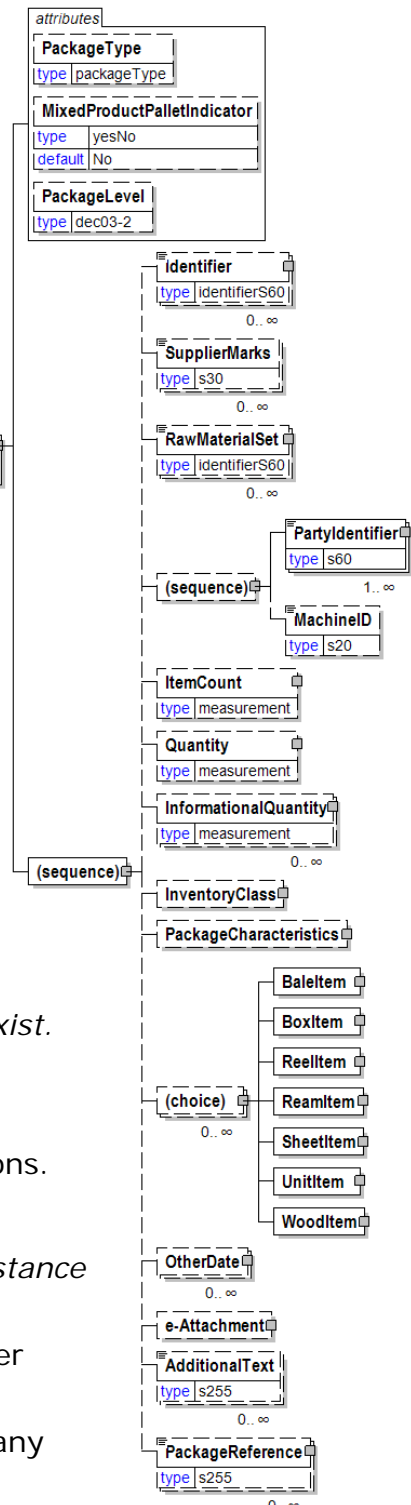 attributes
PackageType
type packageType
MixedProductPalletIndicator
type yesNo
default No
PackageLevel
type dec03-2
Identifier
type identifierS60
0.. ∞
SupplierMarks
type s30
0.. ∞
RawMaterialSet
type identifierS60
0.. ∞
(sequence)
PartyIdentifier
type s60
1.. ∞
MachineID
type s20
ItemCount
type measurement
Quantity
type measurement
InformationalQuantity
type measurement
0.. ∞
(sequence)
InventoryClass
PackageCharacteristics
(choice)
0.. ∞
BaleItem
BoxItem
ReelItem
ReamItem
SheetItem
UnitItem
WoodItem
xist.
ons.
stance
er
any
OtherDate
0.. ∞
e-Attachment
AdditionalText
type s255
0.. ∞
PackageReference
type s255
0.. ∞